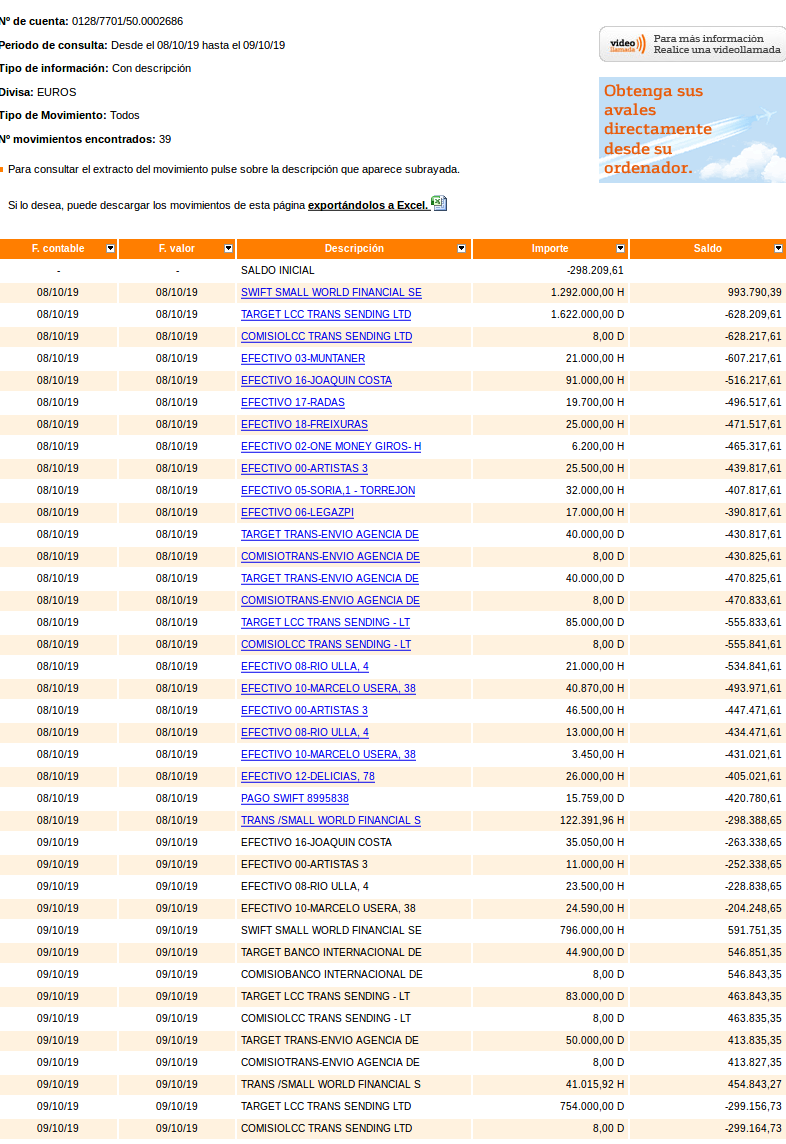 Nº de cuenta: 0128/7701/50.0002686
Periodo de consulta: Desde el 08/10/19 hasta el 09/10/19
Tipo de información: Con descripción
Divisa: EUROS
Tipo de Movimiento: Todos
Nº movimientos encontrados: 39
video llamada
Para más información
Realice una videollamada
Obtenga sus
avales
directamente
desde su
ordenador.
Para consultar el extracto del movimiento pulse sobre la descripción que aparece subrayada.
Si lo desea, puede descargar los movimientos de esta página exportándolos a Excel.
F. contable F. valor Descripción Importe Saldo
- - SALDO INICIAL -298.209,61
08/10/19 08/10/19 SWIFT SMALL WORLD FINANCIAL SE 1.292.000,00 H 993.790,39
08/10/19 08/10/19 TARGET LCC TRANS SENDING LTD 1.622.000,00 D -628.209,61
08/10/19 08/10/19 COMISIOLCC TRANS SENDING LTD 8,00 D -628.217,61
08/10/19 08/10/19 EFECTIVO 03-MUNTANER 21.000,00 H -607.217,61
08/10/19 08/10/19 EFECTIVO 16-JOAQUIN COSTA 91.000,00 H -516.217,61
08/10/19 08/10/19 EFECTIVO 17-RADAS 19.700,00 H -496.517,61
08/10/19 08/10/19 EFECTIVO 18-FREIXURAS 25.000,00 H -471.517,61
08/10/19 08/10/19 EFECTIVO 02-ONE MONEY GIROS- H 6.200,00 H -465.317,61
08/10/19 08/10/19 EFECTIVO 00-ARTISTAS 3 25.500,00 H -439.817,61
08/10/19 08/10/19 EFECTIVO 05-SORIA,1 - TORREJON 32.000,00 H -407.817,61
08/10/19 08/10/19 EFECTIVO 06-LEGAZPI 17.000,00 H -390.817,61
08/10/19 08/10/19 TARGET TRANS-ENVIO AGENCIA DE 40.000,00 D -430.817,61
08/10/19 08/10/19 COMISIOTRANS-ENVIO AGENCIA DE 8,00 D -430.825,61
08/10/19 08/10/19 TARGET TRANS-ENVIO AGENCIA DE 40.000,00 D -470.825,61
08/10/19 08/10/19 COMISIOTRANS-ENVIO AGENCIA DE 8,00 D -470.833,61
08/10/19 08/10/19 TARGET LCC TRANS SENDING - LT 85.000,00 D -555.833,61
08/10/19 08/10/19 COMISIOLCC TRANS SENDING - LT 8,00 D -555.841,61
08/10/19 08/10/19 EFECTIVO 08-RIO ULLA, 4 21.000,00 H -534.841,61
08/10/19 08/10/19 EFECTIVO 10-MARCELO USERA, 38 40.870,00 H -493.971,61
08/10/19 08/10/19 EFECTIVO 00-ARTISTAS 3 46.500,00 H -447.471,61
08/10/19 08/10/19 EFECTIVO 08-RIO ULLA, 4 13.000,00 H -434.471,61
08/10/19 08/10/19 EFECTIVO 10-MARCELO USERA, 38 3.450,00 H -431.021,61
08/10/19 08/10/19 EFECTIVO 12-DELICIAS, 78 26.000,00 H -405.021,61
08/10/19 08/10/19 PAGO SWIFT 8995838 15.759,00 D -420.780,61
08/10/19 08/10/19 TRANS /SMALL WORLD FINANCIAL S 122.391,96 H -298.388,65
09/10/19 09/10/19 EFECTIVO 16-JOAQUIN COSTA 35.050,00 H -263.338,65
09/10/19 09/10/19 EFECTIVO 00-ARTISTAS 3 11.000,00 H -252.338,65
09/10/19 09/10/19 EFECTIVO 08-RIO ULLA, 4 23.500,00 H -228.838,65
09/10/19 09/10/19 EFECTIVO 10-MARCELO USERA, 38 24.590,00 H -204.248,65
09/10/19 09/10/19 SWIFT SMALL WORLD FINANCIAL SE 796.000,00 H 591.751,35
09/10/19 09/10/19 TARGET BANCO INTERNACIONAL DE 44.900,00 D 546.851,35
09/10/19 09/10/19 COMISIOBANCO INTERNACIONAL DE 8,00 D 546.843,35
09/10/19 09/10/19 TARGET LCC TRANS SENDING - LT 83.000,00 D 463.843,35
09/10/19 09/10/19 COMISIOLCC TRANS SENDING - LT 8,00 D 463.835,35
09/10/19 09/10/19 TARGET TRANS-ENVIO AGENCIA DE 50.000,00 D 413.835,35
09/10/19 09/10/19 COMISIOTRANS-ENVIO AGENCIA DE 8,00 D 413.827,35
09/10/19 09/10/19 TRANS /SMALL WORLD FINANCIAL S 41.015,92 H 454.843,27
09/10/19 09/10/19 TARGET LCC TRANS SENDING LTD 754.000,00 D -299.156,73
09/10/19 09/10/19 COMISIOLCC TRANS SENDING LTD 8,00 D -299.164,73